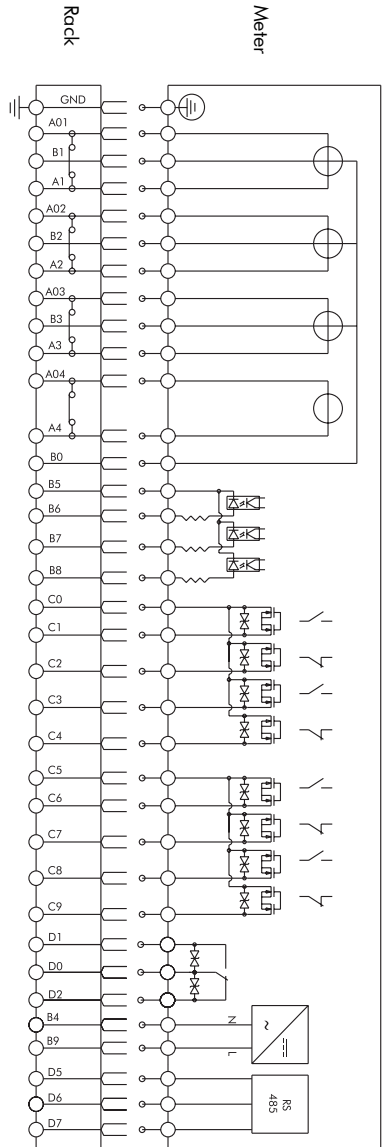 Rack
Meter
GND
A01
B1
A1
A02
B2
A2
A03
B3
A3
A04
A4
B0
B5
B6
B7
B8
C0
C1
C2
C3
C4
C5
C6
C7
C8
C9
D1
D0
D2
B4
N
B9
L
D5
D6
RS
485
D7